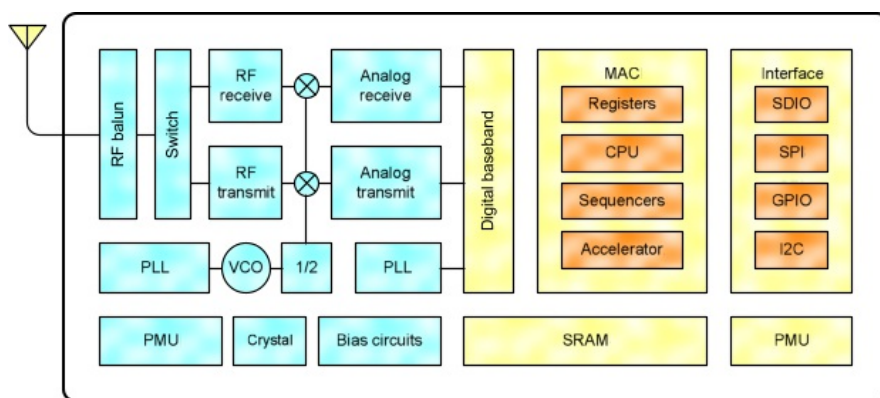 RF balun
Switch
RF
receive
Analog
receive
RF
transmit
Analog
transmit
PLL
VCO
1/2
PLL
Digital baseband
MAC
Registers
CPU
Sequencers
Accelerator
Interface
SDIO
SPI
GPIO
I2C
PMU
Crystal
Bias circuits
SRAM
PMU